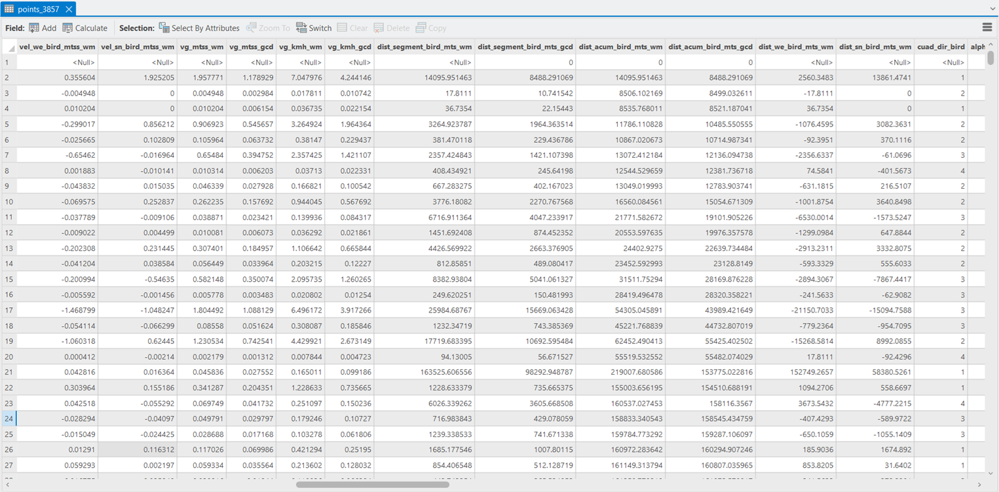 points_3857
Field: Add Calculate Selection: Select By Attributes Zoom To Switch Clear Delete Copy
vel_we_bird_mtss_wm vel_sn_bird_mtss_wm vg_mtss_wm vg_mtss_gcd vg_kmh_wm vg_kmh_gcd dist_segment_bird_mts_wm dist_segment_bird_mts_gcd dist_acum_bird_mts_wm dist_acum_bird_mts_gcd dist_we_bird_mts_wm dist_sn_bird_mts_wm cuad_dir_bird alph
1 <Null> <Null> <Null> <Null> <Null> <Null> <Null> 0 0 0 <Null> <Null> <Null>
2 0.355604 1.925205 1.957771 1.178929 7.047976 4.244146 14095.951463 8488.291069 14095.951463 8488.291069 2560.3483 13861.4741 1
3 -0.004948 0 0.004948 0.002984 0.017811 0.010742 17.8111 10.741542 8506.102169 8499.032611 -17.8111 0 2
4 0.010204 0 0.010204 0.006154 0.036735 0.022154 36.7354 22.15443 8535.768011 8521.187041 36.7354 0 1
5 -0.299017 0.856212 0.906923 0.545657 3.264924 1.964364 3264.923787 1964.363514 11786.110828 10485.550555 -1076.4595 3082.3631 2
6 -0.025665 0.102809 0.105964 0.063732 0.38147 0.229437 381.470118 229.436786 10867.020673 10714.987341 -92.3951 370.1116 2
7 -0.65462 -0.016964 0.65484 0.394752 2.357425 1.421107 2357.424843 1421.107398 13072.412184 12136.094738 -2356.6337 -61.0696 3
8 0.001883 -0.010141 0.010314 0.006203 0.03713 0.022331 408.434921 245.64198 12544.529659 12381.736718 74.5841 -401.5673 4
9 -0.043832 0.015035 0.046339 0.027928 0.166821 0.100542 667.283275 402.167023 13049.019993 12783.903741 -631.1815 216.5107 2
10 -0.069575 0.252837 0.262235 0.157692 0.944045 0.567692 3776.18082 2270.767568 16560.084561 15054.671309 -1001.8754 3640.8498 2
11 -0.037789 -0.009106 0.038871 0.023421 0.139936 0.084317 6716.911364 4047.233917 21771.582672 19101.905226 -6530.0014 -1573.5247 3
12 -0.009022 0.004499 0.010081 0.006073 0.036292 0.021861 1451.692408 874.452352 20553.597635 19976.357578 -1299.0984 647.8844 2
13 -0.202308 0.231445 0.307401 0.184957 1.106642 0.665844 4426.569922 2663.376905 24402.9275 22639.734484 -2913.2311 3332.8075 2
14 -0.041204 0.038584 0.056449 0.033964 0.203215 0.12227 812.85851 489.080417 23452.592993 23128.8149 -593.3329 555.6033 2
15 -0.200994 -0.54635 0.582148 0.350074 2.095735 1.260265 8382.93804 5041.061327 31511.75294 28169.876228 -2894.3067 -7867.4417 3
16 -0.005592 -0.001456 0.005778 0.003483 0.020802 0.01254 249.620251 150.481993 28419.496478 28320.358221 -241.5633 -62.9082 3
17 -1.468799 -1.048247 1.804492 1.088129 6.496172 3.917266 25984.68767 15669.063428 54305.045891 43989.421649 -21150.7033 -15094.7588 3
18 -0.054114 -0.066299 0.08558 0.051624 0.308087 0.185846 1232.34719 743.385369 45221.768839 44732.807019 -779.2364 -954.7095 3
19 -1.060318 0.62445 1.230534 0.742541 4.429921 2.673149 17719.683395 10692.595484 62452.490413 55425.402502 -15268.5814 8992.0855 2
20 0.000412 -0.00214 0.002179 0.001312 0.007844 0.004723 94.13005 56.671527 55519.532552 55482.074029 17.8111 -92.4296 4
21 0.042816 0.016364 0.045836 0.027552 0.165011 0.099186 163525.606556 98292.948787 219007.680586 153775.022816 152749.2657 58380.5261 1
22 0.303964 0.155186 0.341287 0.204351 1.228633 0.735665 1228.633379 735.665375 155003.656195 154510.688191 1094.2706 558.6697 1
23 0.042518 -0.055292 0.069749 0.041732 0.251097 0.150236 6026.339262 3605.668508 160537.027453 158116.3567 3673.5432 -4777.2215 4
24 -0.028294 -0.04097 0.049791 0.029797 0.179246 0.10727 716.983843 429.078059 158833.340543 158545.434759 -407.4293 -589.9722 3
25 -0.015049 -0.024425 0.028688 0.017168 0.103278 0.061806 1239.338533 741.671338 159784.773292 159287.106097 -650.1059 -1055.1409 3
26 0.01291 0.116312 0.117026 0.069986 0.421294 0.25195 1685.177546 1007.80115 160972.283642 160294.907246 185.9036 1674.892 1
27 0.059293 0.002197 0.059334 0.035564 0.213602 0.128032 854.406548 512.128719 161149.313794 160807.035965 853.8205 31.6402 1